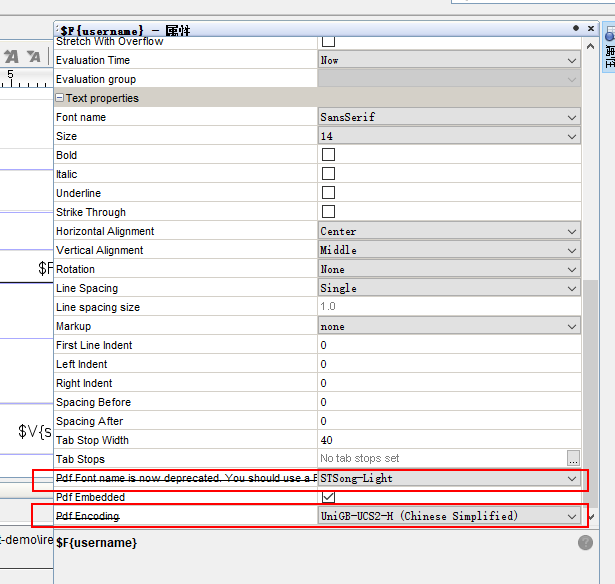 $F{username} - 属性
Stretch With Overflow
Evaluation Time Now
Evaluation group
Text properties
Font name SansSerif
Size 14
Bold
Italic
Underline
Strike Through
Horizontal Alignment Center
Vertical Alignment Middle
Rotation None
Line Spacing Single
Line spacing size 1.0
Markup none
First Line Indent 0
Left Indent 0
Right Indent 0
Spacing Before 0
Spacing After 0
Tab Stop Width 40
Tab Stops No tab stops set ...
Pdf Font name is now deprecated. You should use a F STSong-Light
Pdf Embedded
Pdf Encoding UniGB-UCS2-H (Chinese Simplified)
$F{username}
?
A A
5
$F
$V{s
t-demo\ire